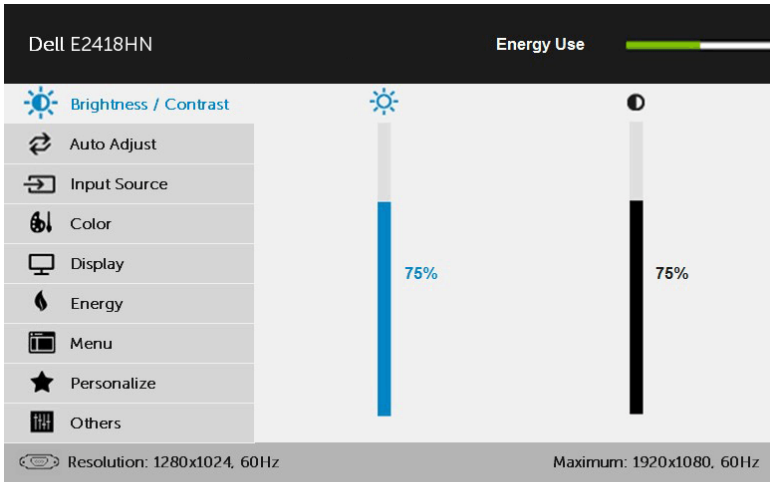 Dell E2418HN
Energy Use
Brightness / Contrast
Auto Adjust
Input Source
Color
Display
Energy
Menu
Personalize
Others
75%
75%
Resolution: 1280x1024, 60Hz
Maximum: 1920x1080, 60Hz